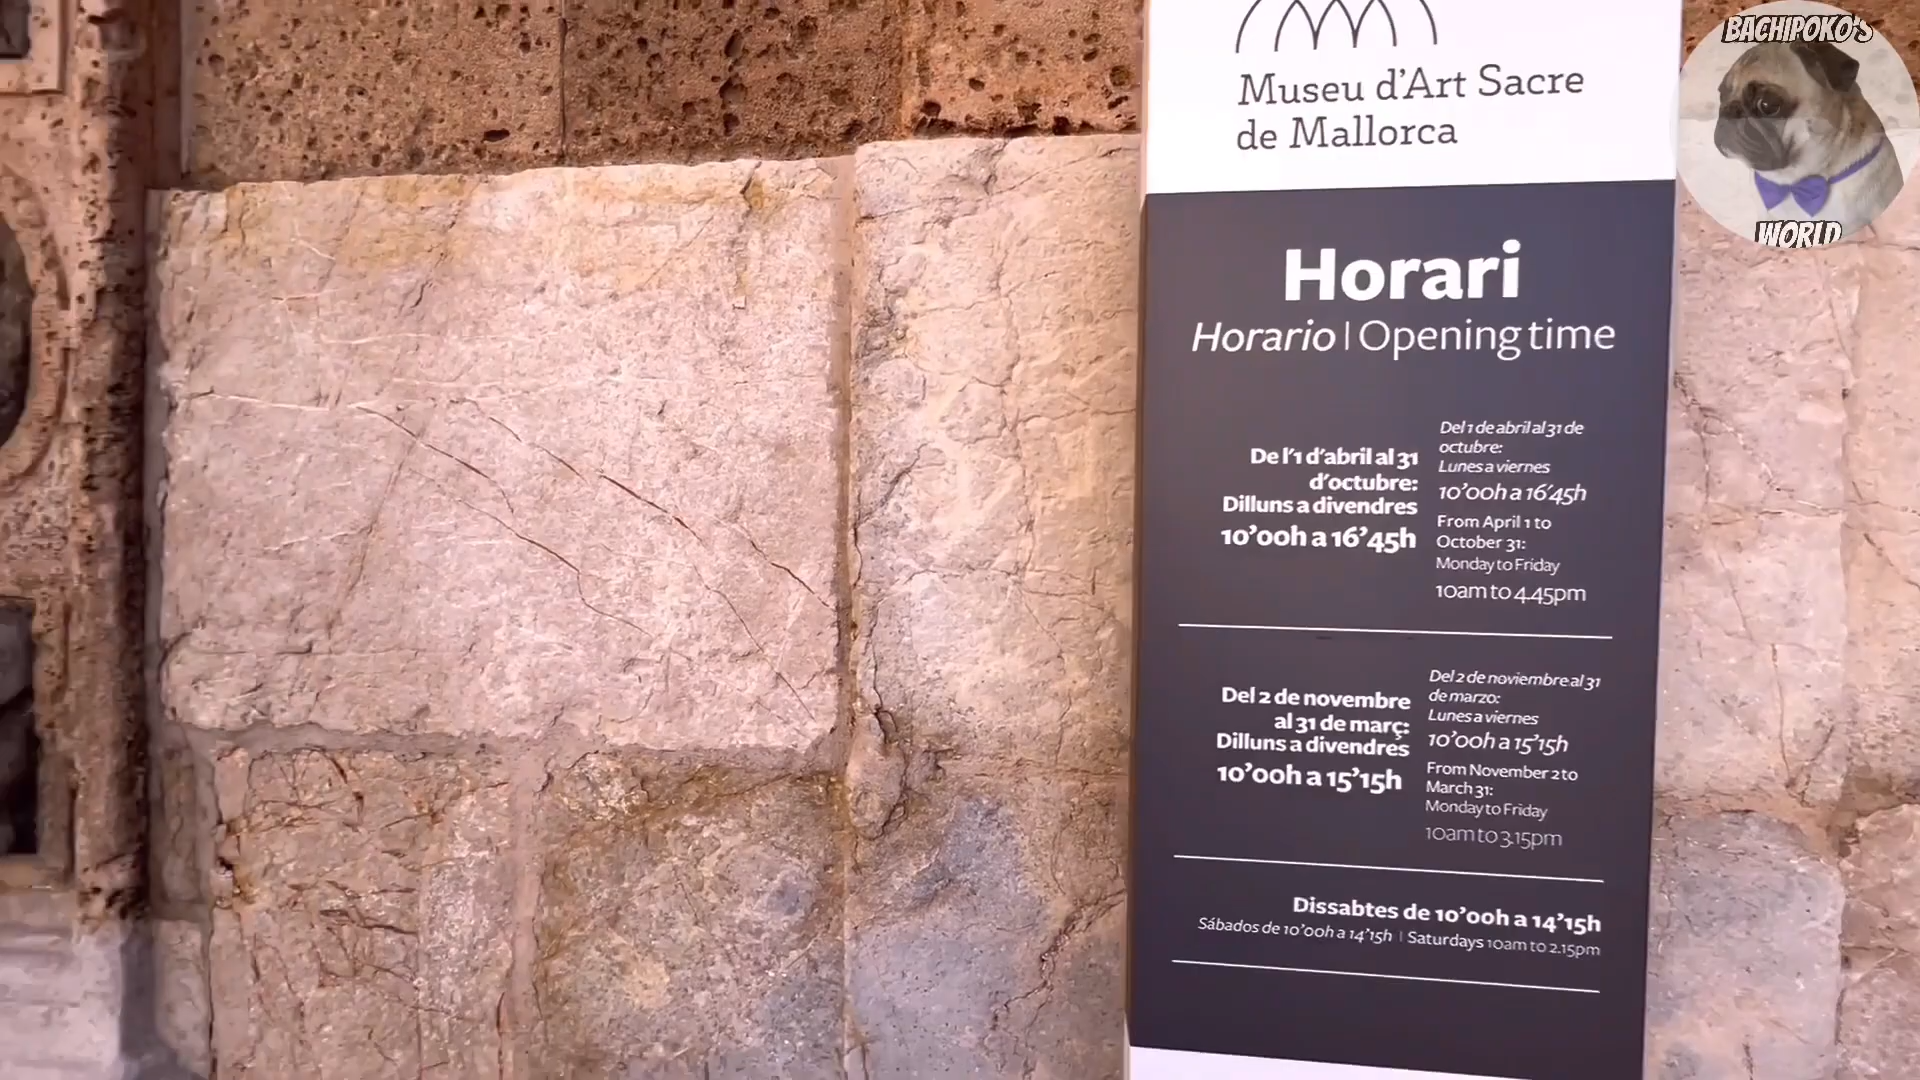 Museu d'Art Sacre
de Mallorca
Horari
Horario | Opening time
De l'1 d'abril al 31
d'octubre:
Dilluns a divendres
10'00h a 16'45h
Del 1 de abril al 31 de
octubre:
Lunes a viernes
10'00h a 16'45h
From April 1 to
October 31:
Monday to Friday
10am to 4.45pm
Del 2 de novembre
al 31 de març:
Dilluns a divendres
10'00h a 15'15h
Del 2 de noviembre al 31
de marzo:
Lunes a viernes
10'00h a 15'15h
From November 2 to
March 31:
Monday to Friday
10am to 3.15pm
Dissabtes de 10'00h a 14'15h
Sábados de 10'00h a 14'15h | Saturdays 10am to 2.15pm
BACHIPOKO'S
WORLD